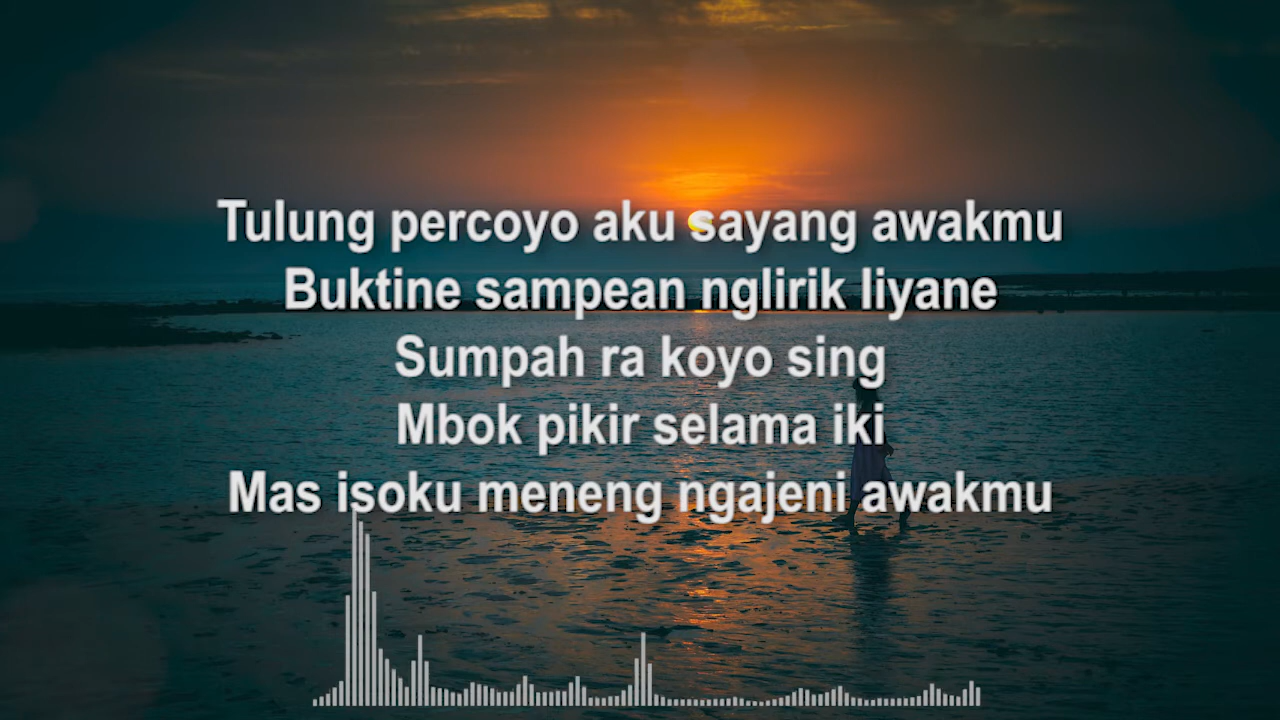 Tulung percoyo aku sayang awakmu
Buktine sampean nglirik liyane
Sumpah ra koyo sing
Mbok pikir selama iki
Mas isoku meneng ngajeni awakmu